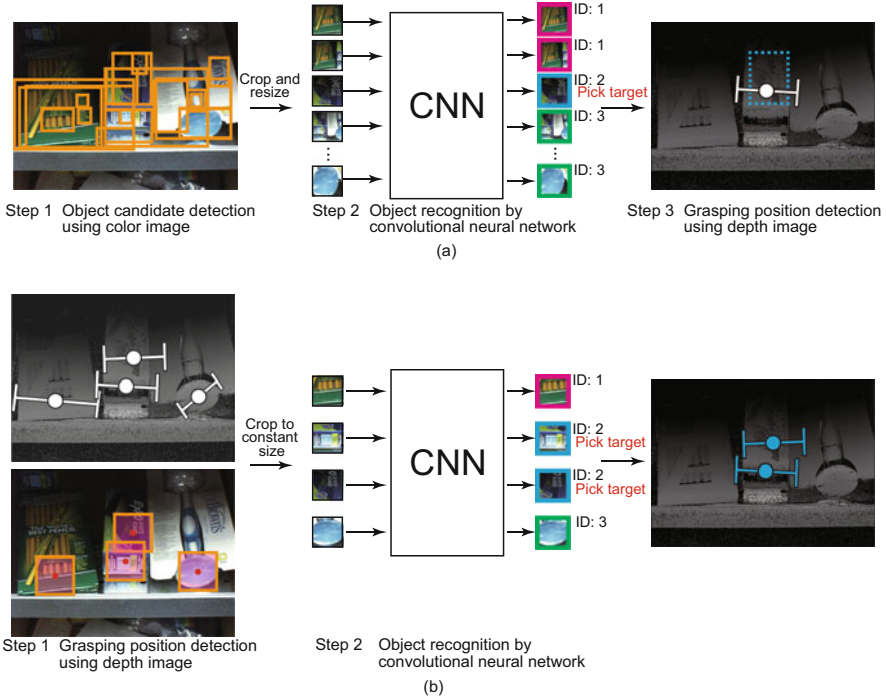 Crop and
resize
CNN
ID: 1
ID: 1
ID: 2
Pick target
ID: 3
ID: 3
Step 1 Object candidate detection
using color image
Step 2 Object recognition by
convolutional neural network
Step 3 Grasping position detection
using depth image
(a)
Crop to
constant
size
CNN
ID: 1
ID: 2
Pick target
ID: 2
Pick target
ID: 3
BEST PENCIL
Step 1 Grasping position detection
using depth image
Step 2 Object recognition by
convolutional neural network
(b)